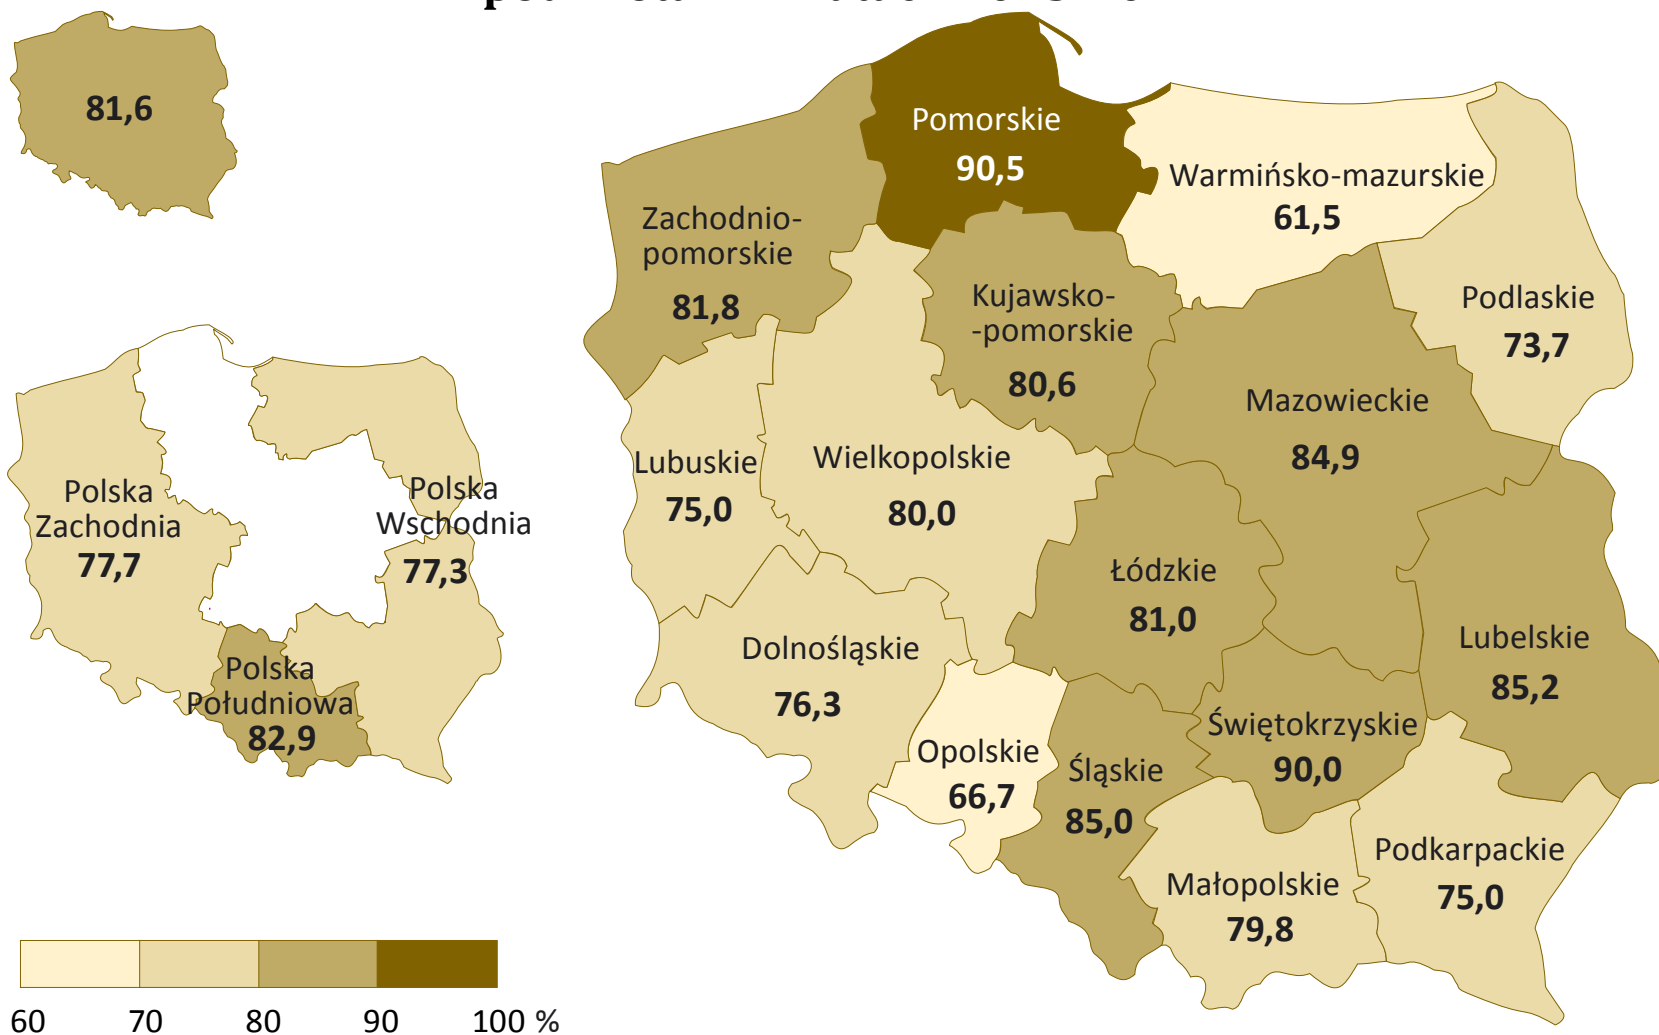 81,6
Polska
Zachodnia
77,7
Polska
Wschodnia
77,3
Polska
Południowa
82,9
Pomorskie
90,5
Warmińsko-mazurskie
61,5
Zachodnio-
pomorskie
81,8
Kujawsko-
-pomorskie
80,6
Podlaskie
73,7
Mazowieckie
84,9
Lubuskie
75,0
Wielkopolskie
80,0
Łódzkie
81,0
Lubelskie
85,2
Dolnośląskie
76,3
Opolskie
66,7
Śląskie
85,0
Świętokrzyskie
90,0
Małopolskie
79,8
Podkarpackie
75,0
60 70 80 90 100 %